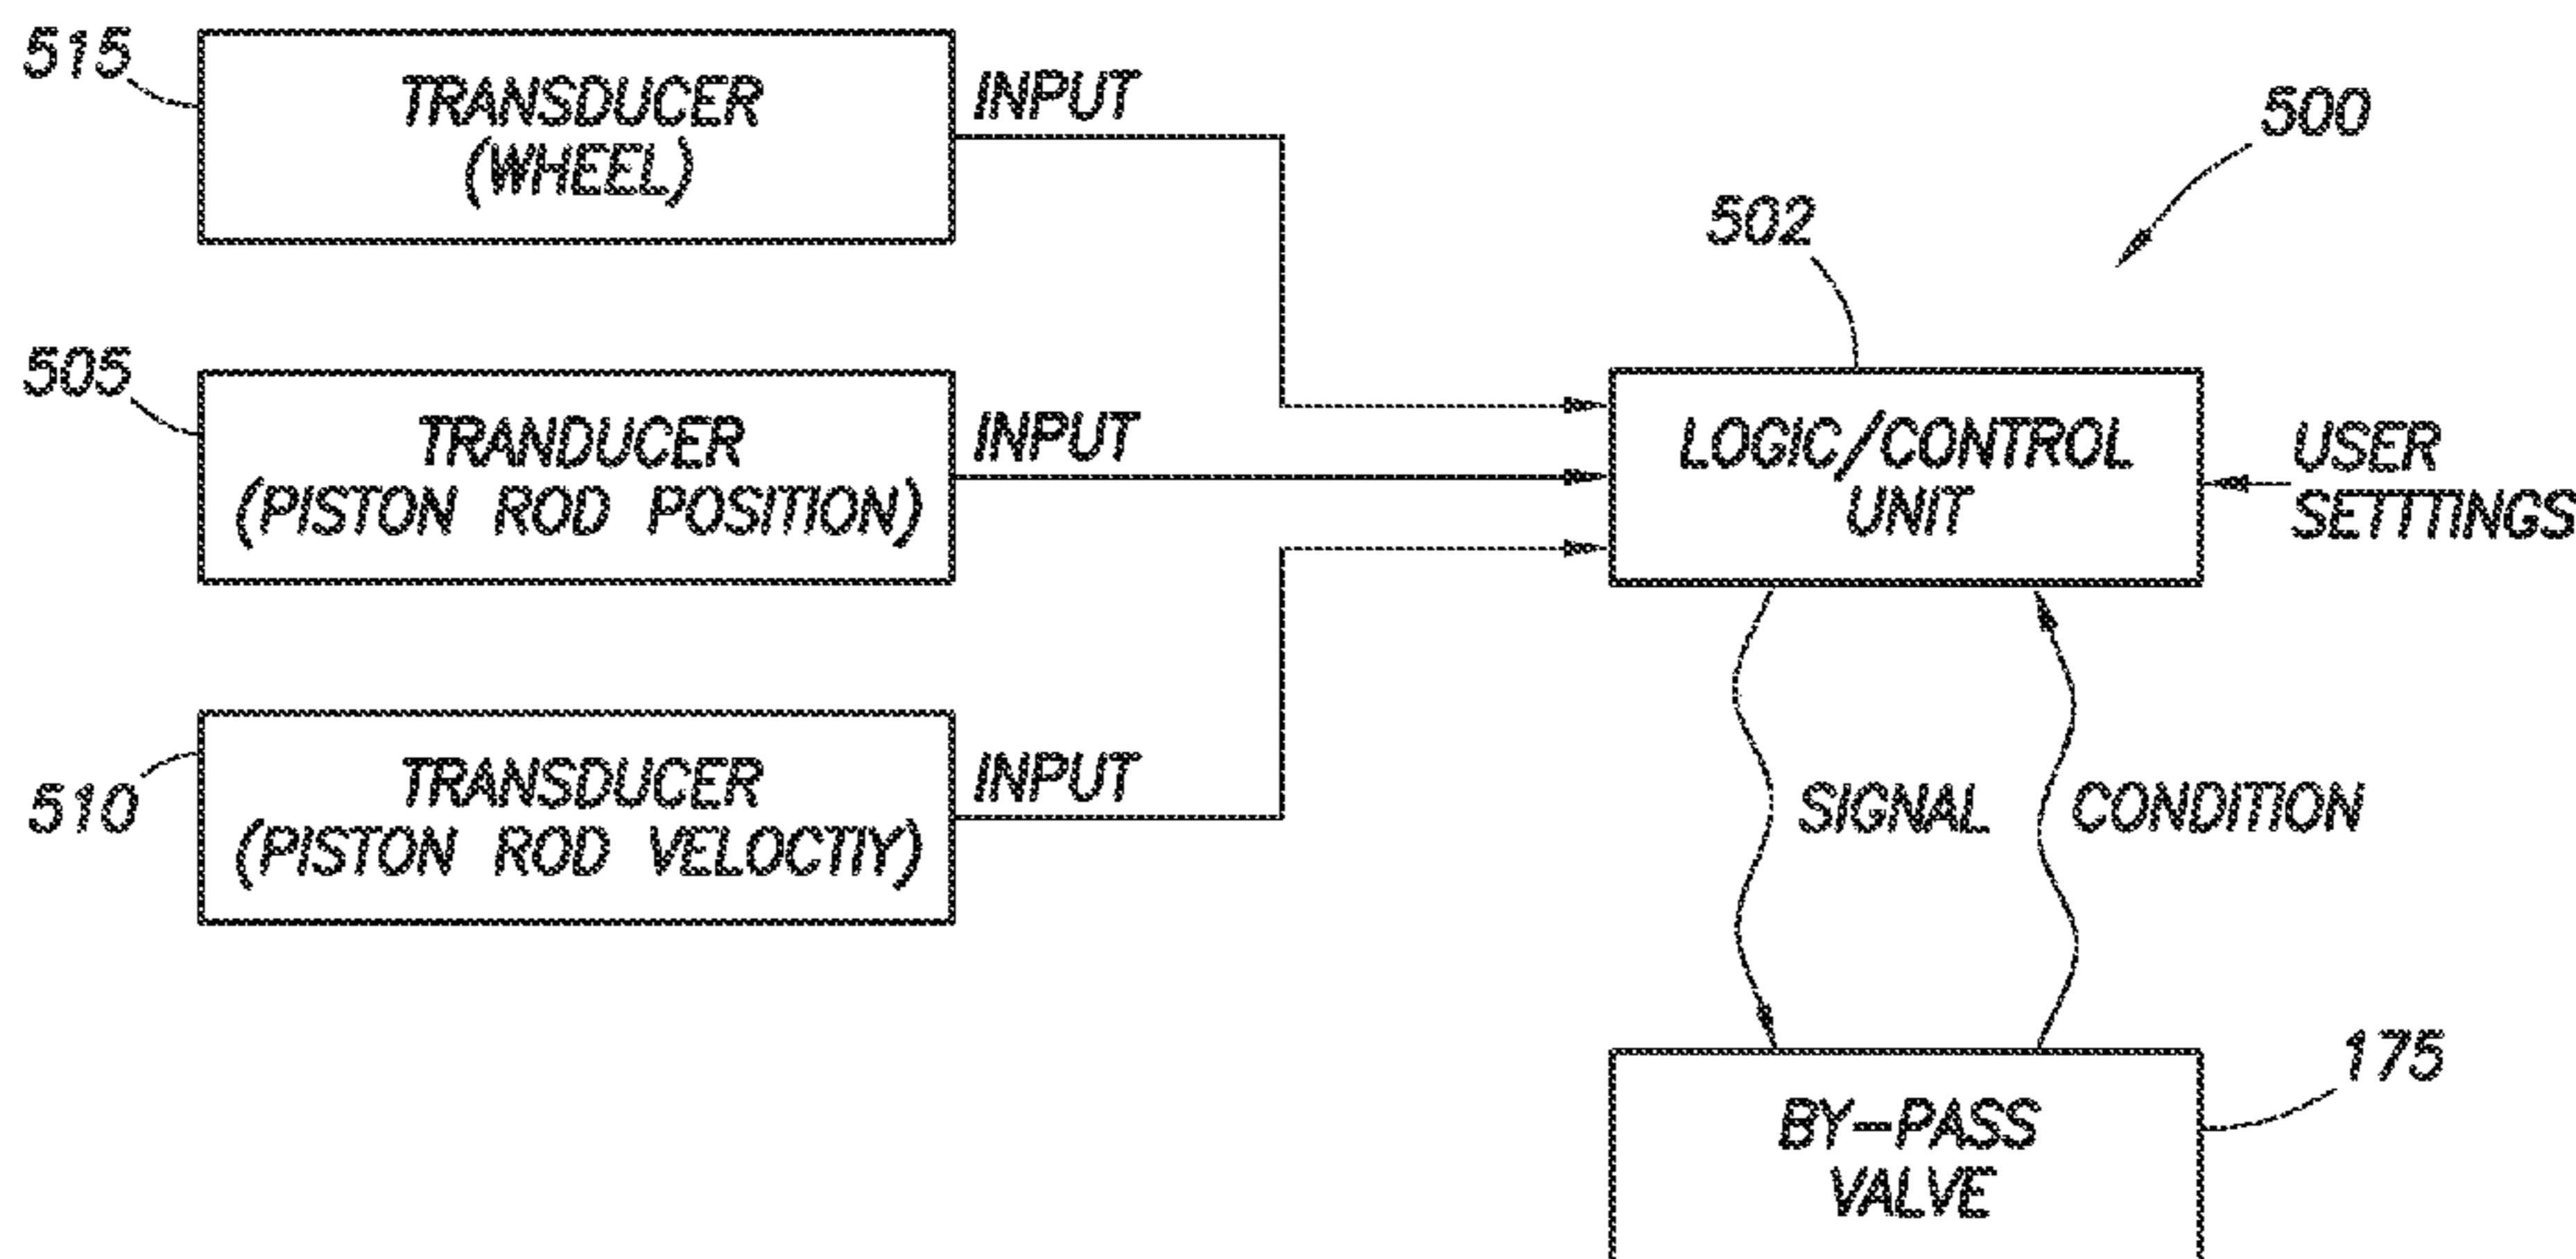 515
TRANSDUCER
(WHEEL)
INPUT
500
502
505
TRANDUCER
(PISTON ROD POSITION)
INPUT
LOGIC/CONTROL
UNIT
USER
SETTTINGS
510
TRANSDUCER
(PISTON ROD VELOCTIY)
INPUT
SIGNAL
CONDITION
175
BY-PASS
VALVE